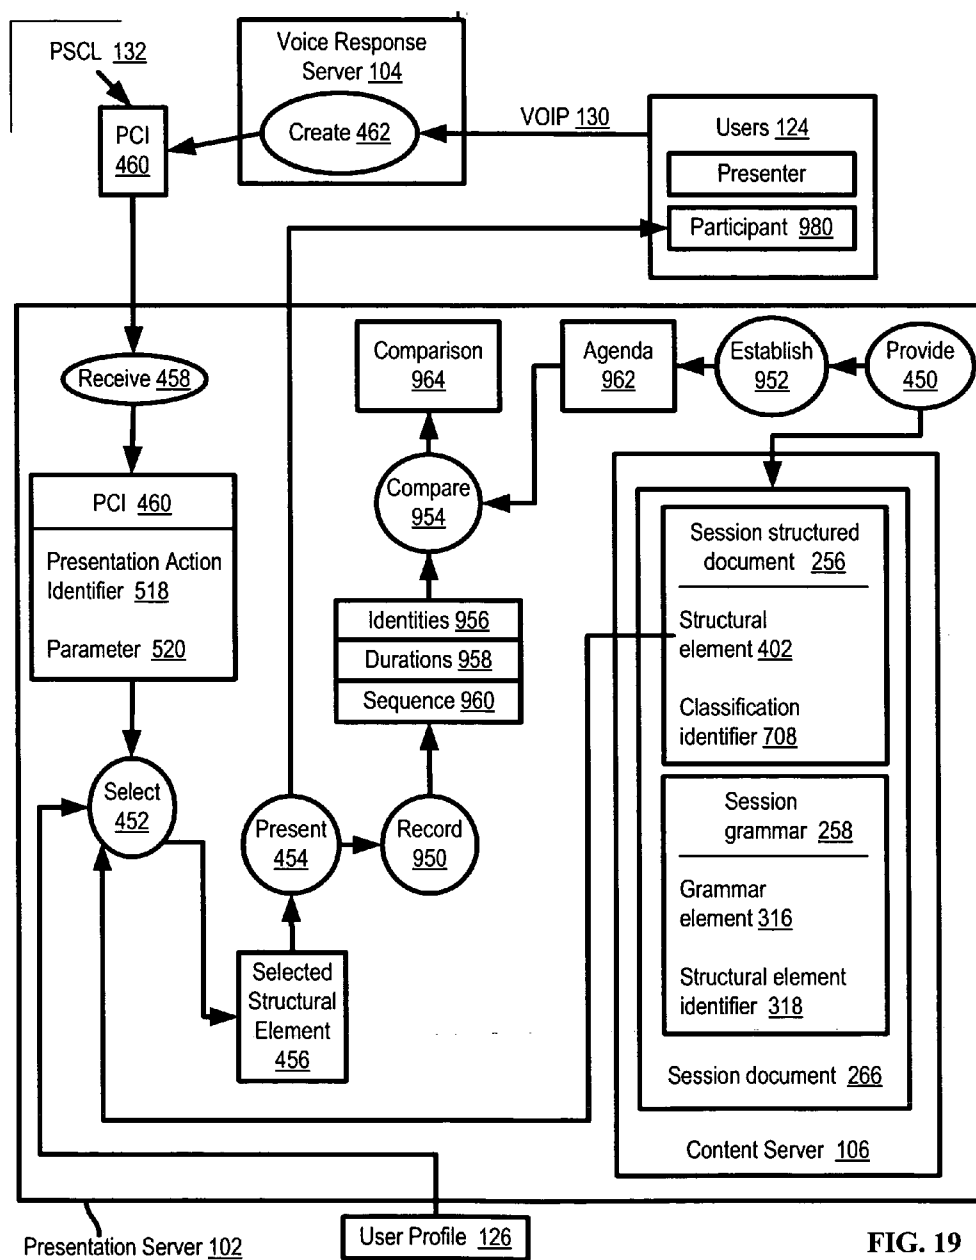 PSCL 132
Voice Response
Server 104
Create 462
VOIP 130
PCI
460
Users 124
Presenter
Participant 980
Receive 458
Comparison
964
Agenda
962
Establish
952
Provide
450
PCI 460
Presentation Action
Identifier 518
Parameter 520
Compare
954
Session structured
document 256
Structural
element 402
Classification
identifier 708
Identities 956
Durations 958
Sequence 960
Select
452
Present
454
Record
950
Session
grammar 258
Grammar
element 316
Structural element
identifier 318
Selected
Structural
Element
456
Session document 266
Content Server 106
User Profile 126
Presentation Server 102
FIG. 19